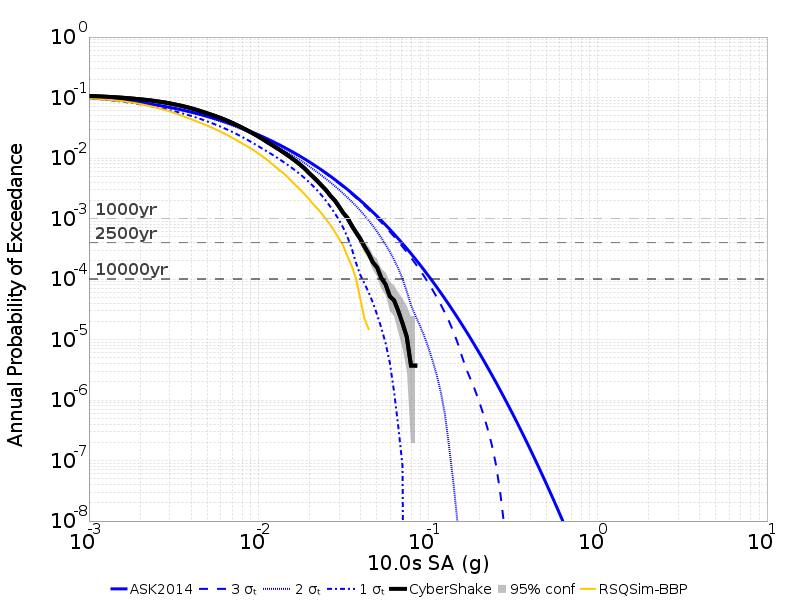 10^0
10^-1
10^-2
10^-3
10^-4
10^-5
10^-6
10^-7
10^-8
Annual Probability of Exceedance
1000yr
2500yr
10000yr
10^-3 10^-2 10^-1 10^0 10^1
10.0s SA (g)
ASK2014 3 σₜ 2 σₜ 1 σₜ CyberShake 95% conf RSQSim-BBP